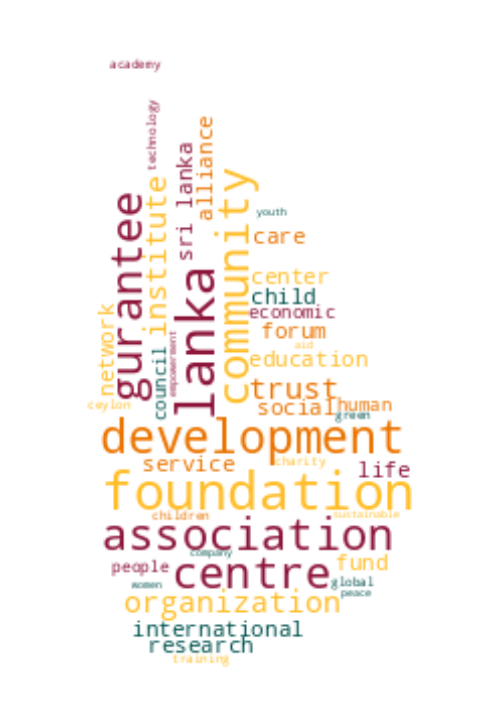 academy
technology
alliance
sri lanka
community
institute
gurantee
youth
care
lanka
center
child
economic
network
forum
empowerment
council
aid
education
trust
ceylon
social
human
green
development
service
charity
life
foundation
children
sustainable
association
company
people
centre
fund
women
global
peace
organization
international
research
training